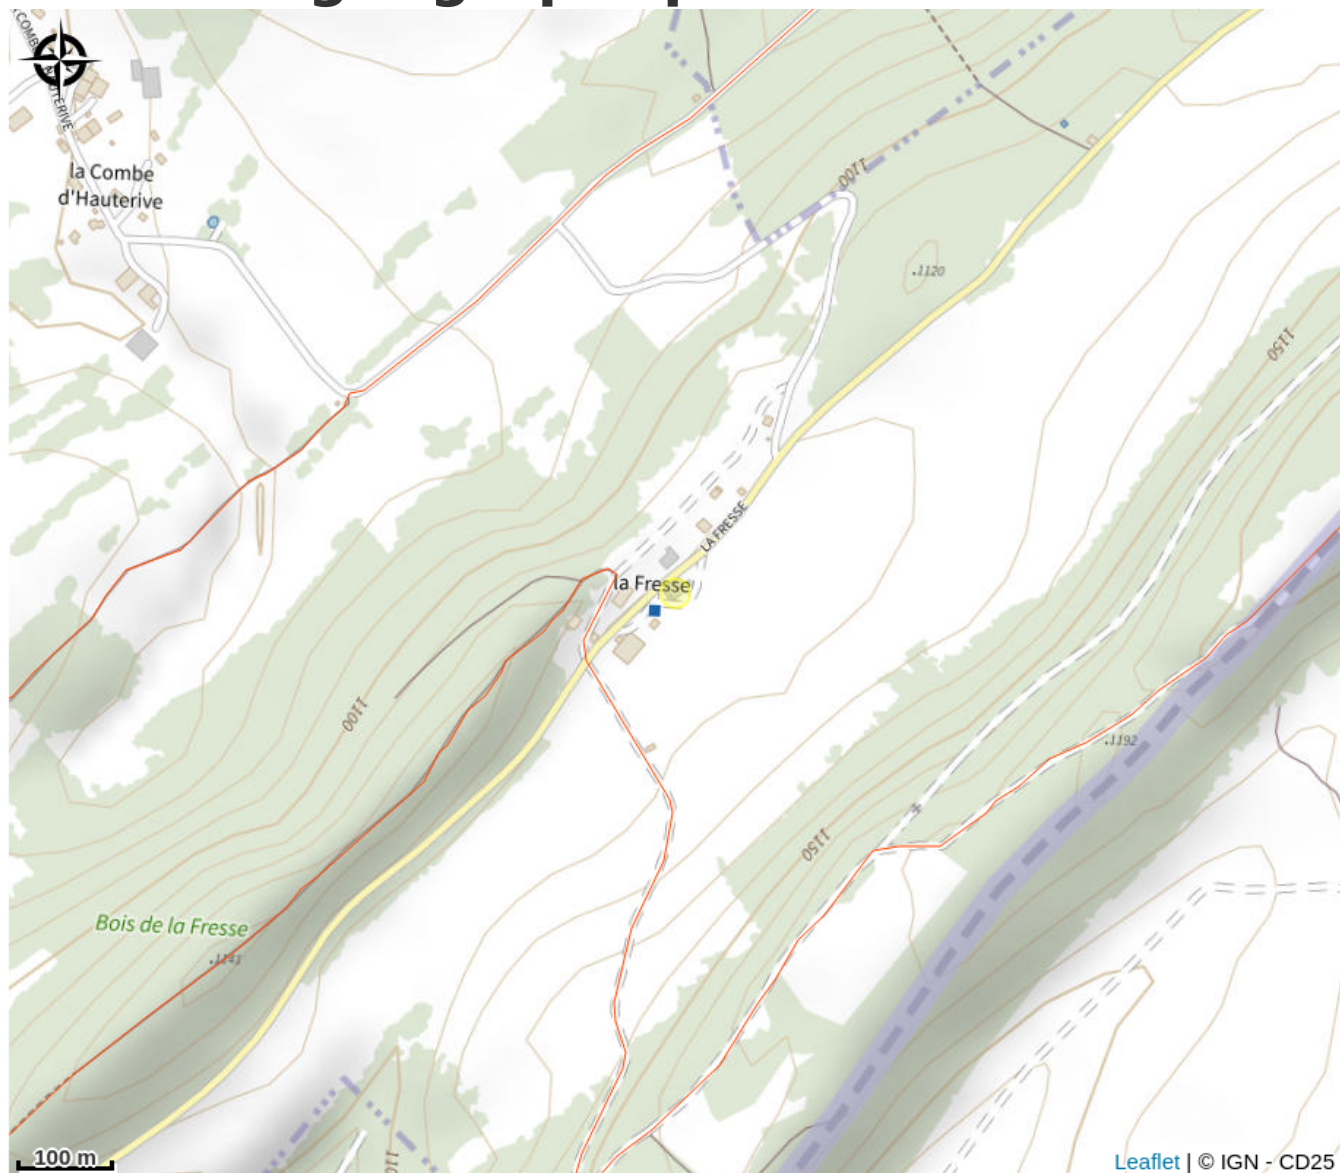 la Combe
d'Hauterive
1100
.1120
1150
LA FRESSE
la Fresse
1100
.1192
1150
Bois de la Fresse
.1141
100 m
Leaflet | © IGN - CD25